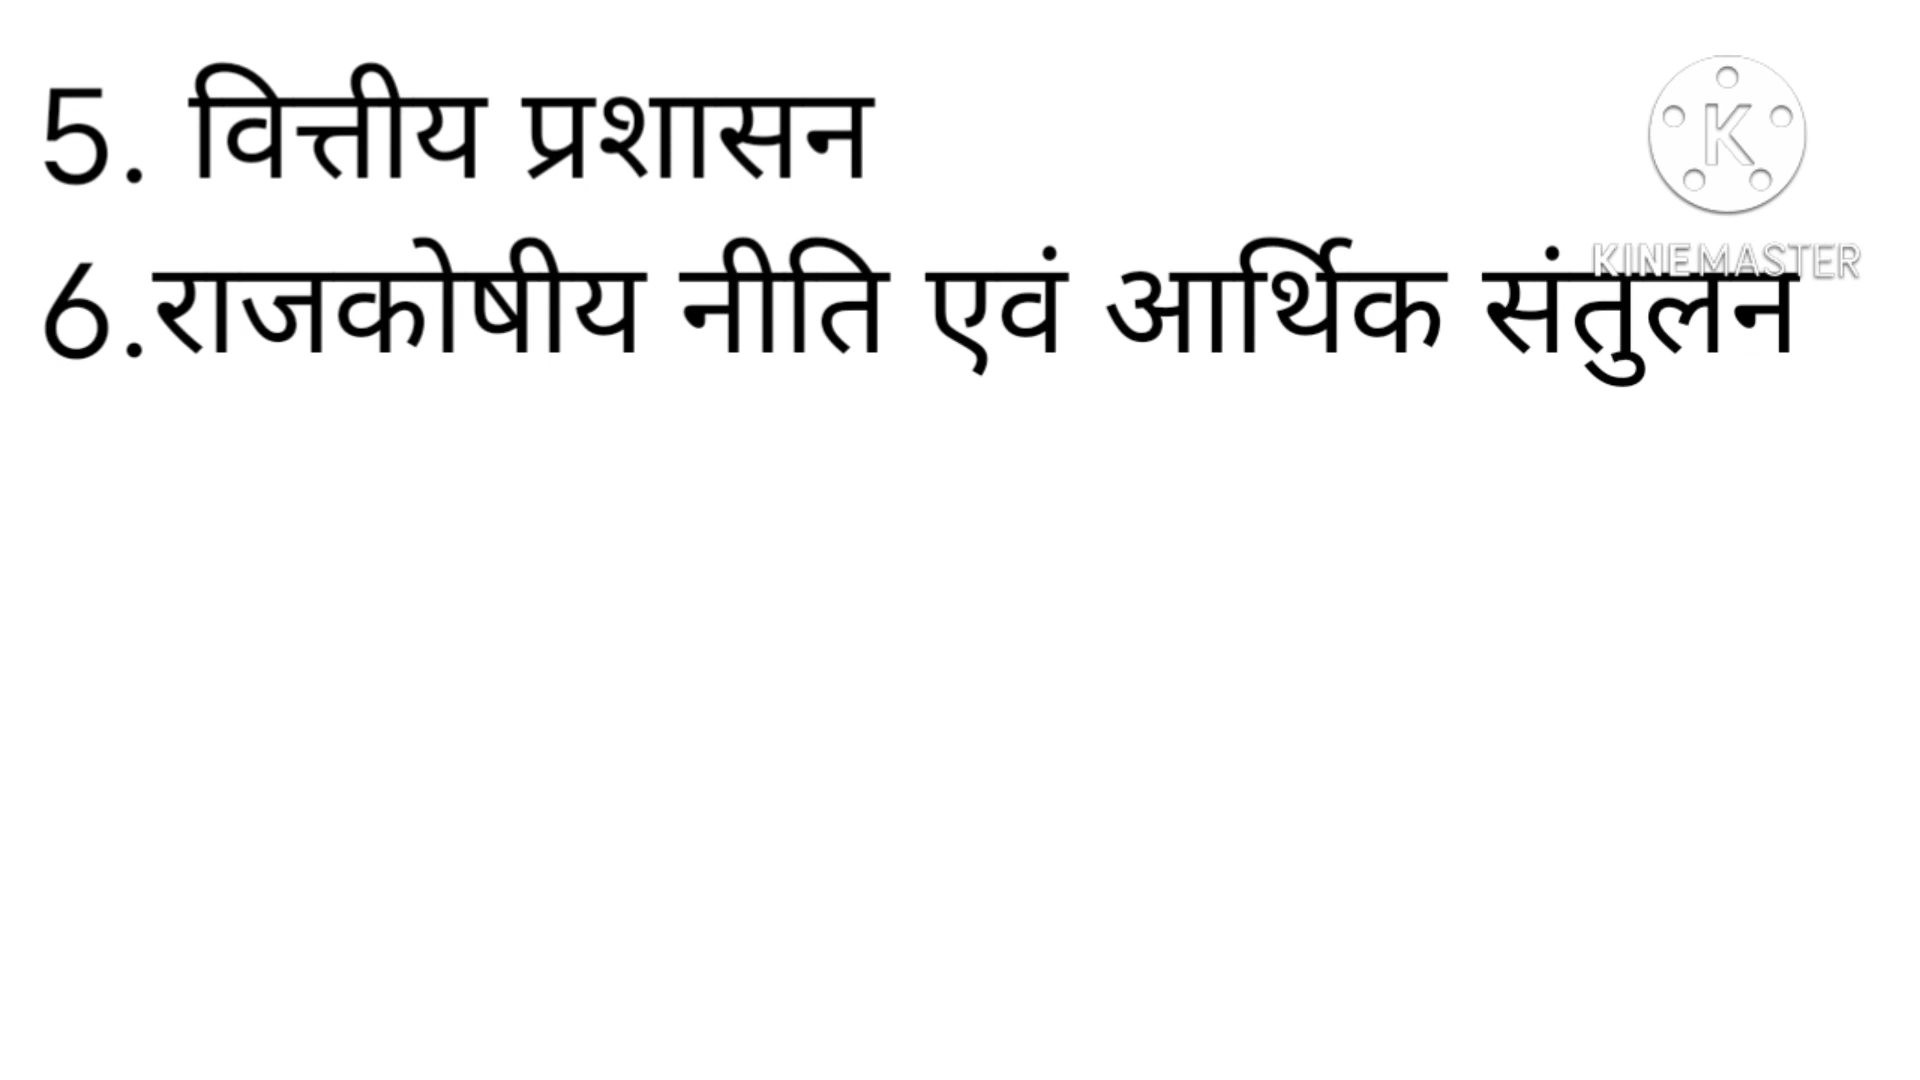 5. वित्तीय प्रशासन
6.राजकोषीय नीति एवं आर्थिक संतुलन
K
KINEMASTER